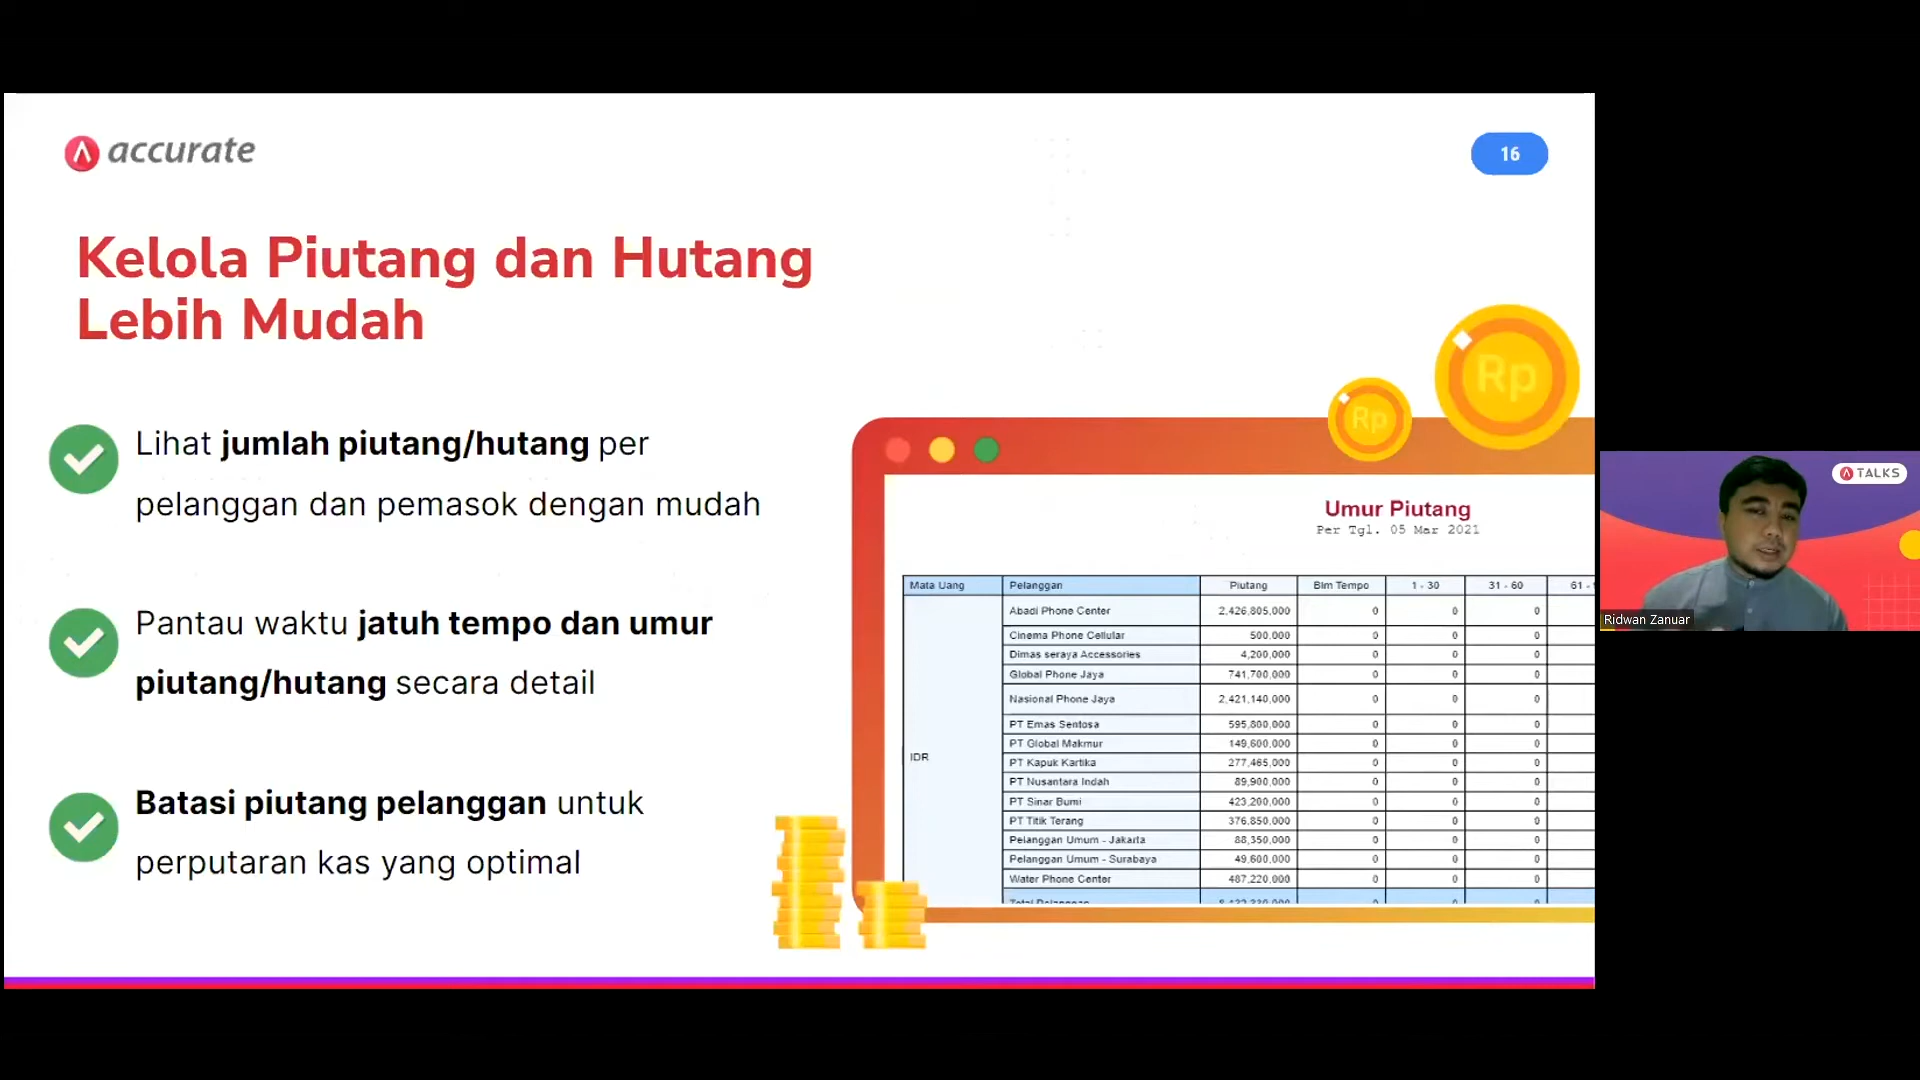 accurate
16
Kelola Piutang dan Hutang
Lebih Mudah
Lihat jumlah piutang/hutang per
pelanggan dan pemasok dengan mudah
Pantau waktu jatuh tempo dan umur
piutang/hutang secara detail
Batasi piutang pelanggan untuk
perputaran kas yang optimal
Rp
Rp
Umur Piutang
Per Tgl. 05 Mar 2021
Mata Uang Pelanggan Piutang Blm Tempo 1 - 30 31 - 60 61 -
Abadi Phone Center 2,426,805,000 0 0 0
Cinema Phone Cellular 500,000 0 0 0
Dimas seraya Accessories 4,200,000 0 0 0
Global Phone Jaya 741,700,000 0 0 0
Nasional Phone Jaya 2,421,140,000 0 0 0
PT Emas Sentosa 595,800,000 0 0 0
PT Global Makmur 149,600,000 0 0 0
IDR
PT Kapuk Kartika 277,465,000 0 0 0
PT Nusantara Indah 89,900,000 0 0 0
PT Sinar Bumi 423,200,000 0 0 0
PT Titik Terang 376,850,000 0 0 0
Pelanggan Umum - Jakarta 88,350,000 0 0 0
Pelanggan Umum - Surabaya 49,600,000 0 0 0
Water Phone Center 487,220,000 0 0 0
Total Pelanggan
TALKS
Ridwan Zanuar